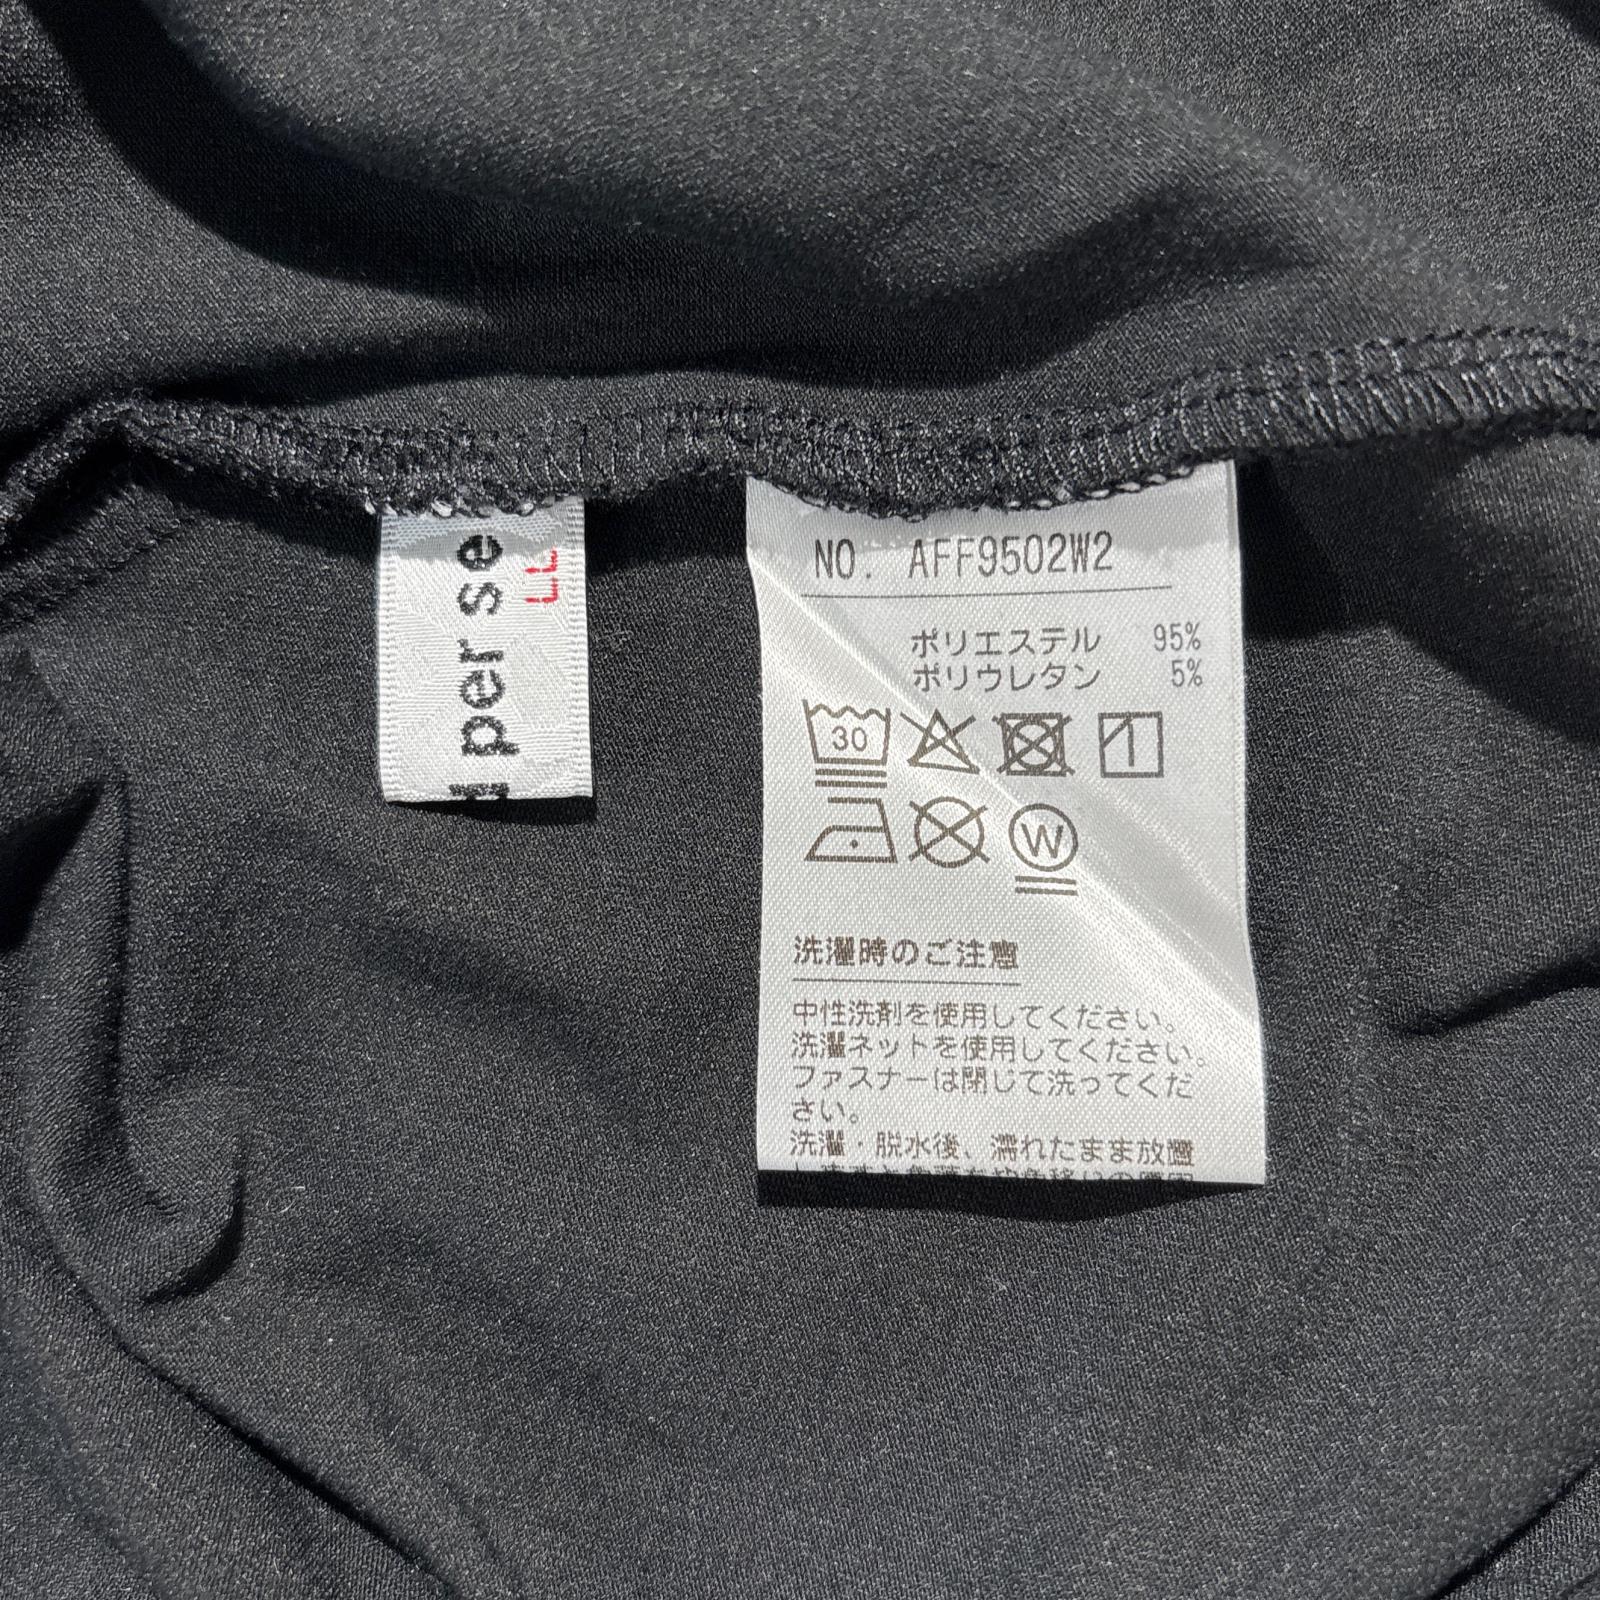 per se
LL
NO. AFF9502W2
ポリエステル 95%
ポリウレタン 5%
30
W
洗濯時のご注意
中性洗剤を使用してください。
洗濯ネットを使用してください。
ファスナーは閉じて洗ってくだ
さい。
洗濯・脱水後、濡れたまま放置